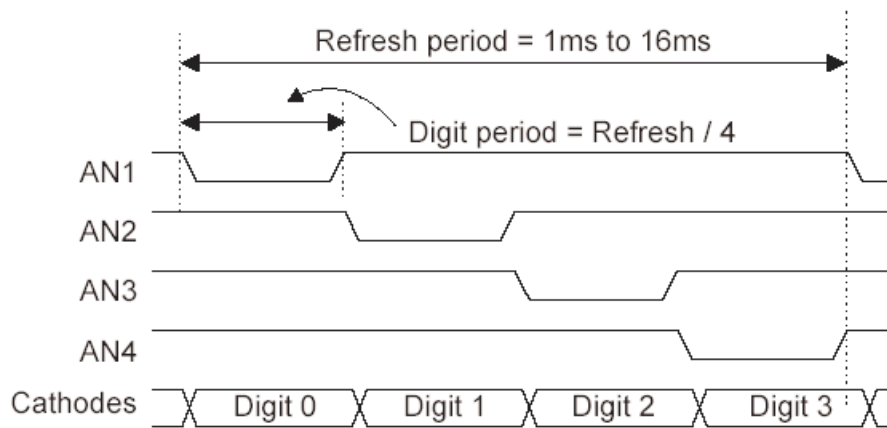 Refresh period = 1ms to 16ms
Digit period = Refresh / 4
AN1
AN2
AN3
AN4
Cathodes Digit 0 Digit 1 Digit 2 Digit 3